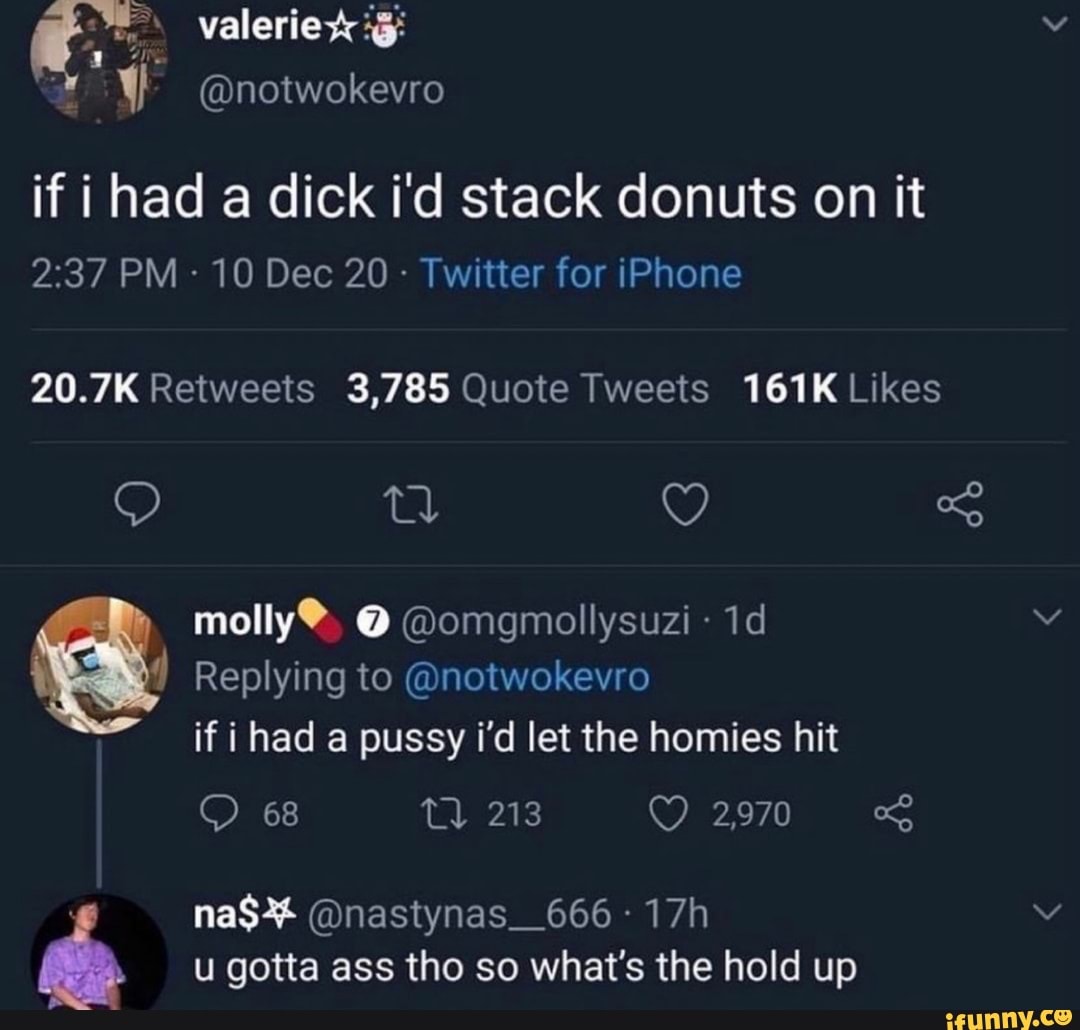 valerie☆☃️
@notwokevro
if i had a dick i'd stack donuts on it
2:37 PM · 10 Dec 20 · Twitter for iPhone
20.7K Retweets 3,785 Quote Tweets 161K Likes
molly💊 ❼ @omgmollysuzi · 1d
Replying to @notwokevro
if i had a pussy i’d let the homies hit
68 213 2,970
na$⛧ @nastynas__666 · 17h
u gotta ass tho so what’s the hold up
ifunny.co